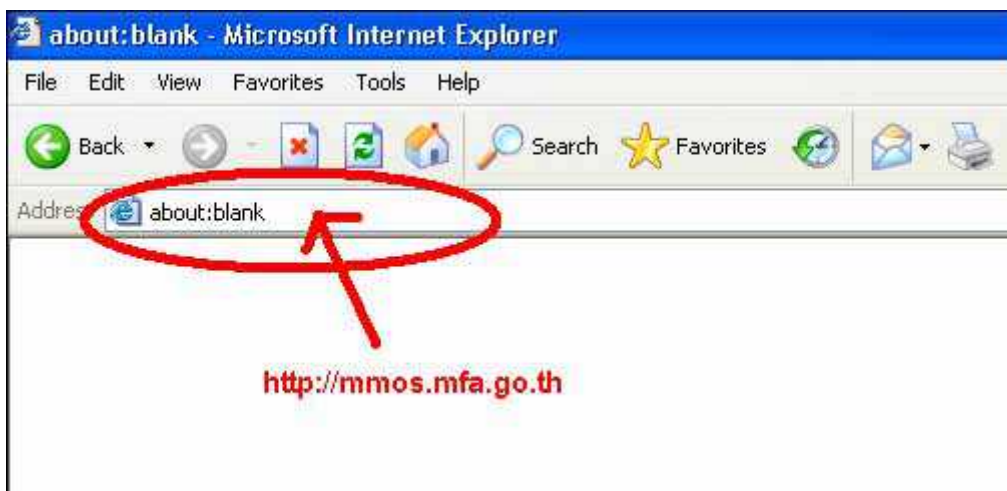 about:blank - Microsoft Internet Explorer
File Edit View Favorites Tools Help
Back Search Favorites
Address about:blank
http://mmos.mfa.go.th